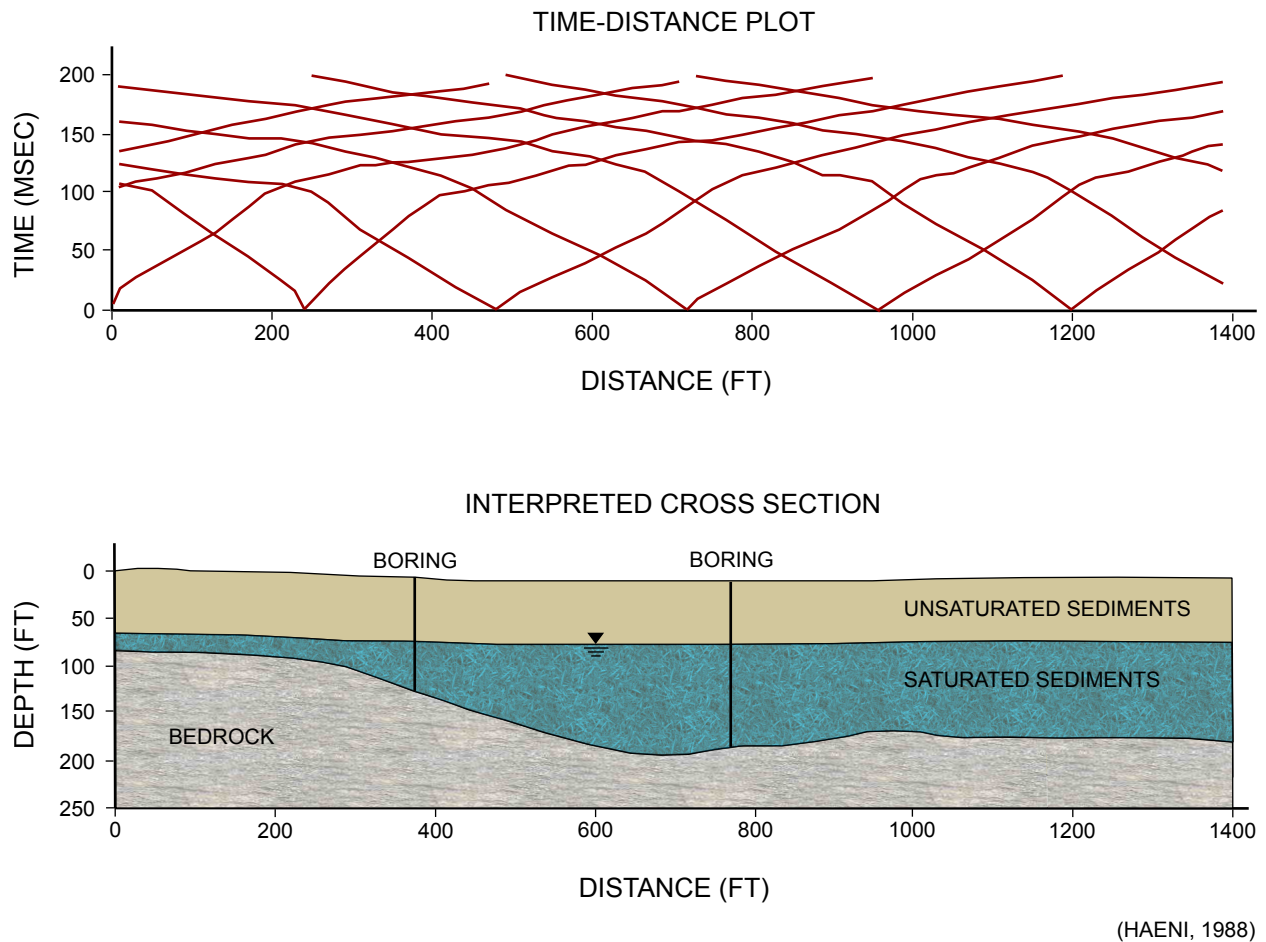 TIME-DISTANCE PLOT
TIME (MSEC)
200
150
100
50
0
0 200 400 600 800 1000 1200 1400
DISTANCE (FT)
INTERPRETED CROSS SECTION
DEPTH (FT)
0
50
100
150
200
250
BORING BORING
UNSATURATED SEDIMENTS
SATURATED SEDIMENTS
BEDROCK
0 200 400 600 800 1000 1200 1400
DISTANCE (FT)
(HAENI, 1988)